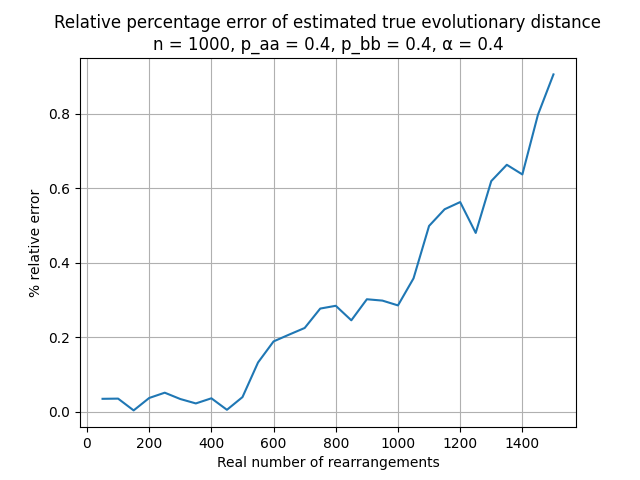 Relative percentage error of estimated true evolutionary distance
n = 1000, p_aa = 0.4, p_bb = 0.4, α = 0.4
% relative error
0.8
0.6
0.4
0.2
0.0
0 200 400 600 800 1000 1200 1400
Real number of rearrangements